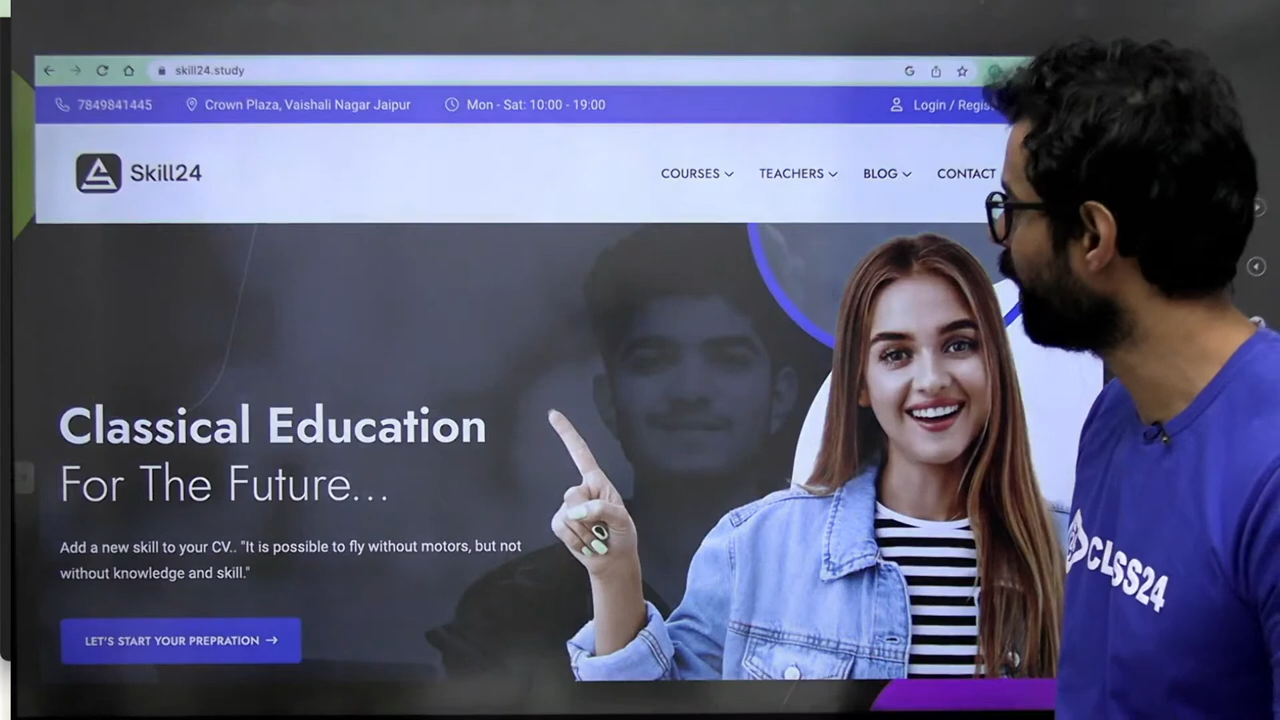 skill24.study
7849841445 Crown Plaza, Vaishali Nagar Jaipur Mon - Sat: 10:00 - 19:00 Login /
Skill24 COURSES TEACHERS BLOG CONTACT
Classical Education
For The Future...
Add a new skill to your CV.. "It is possible to fly without motors, but not
without knowledge and skill."
LET'S START YOUR PREPRATION →
CLSS24